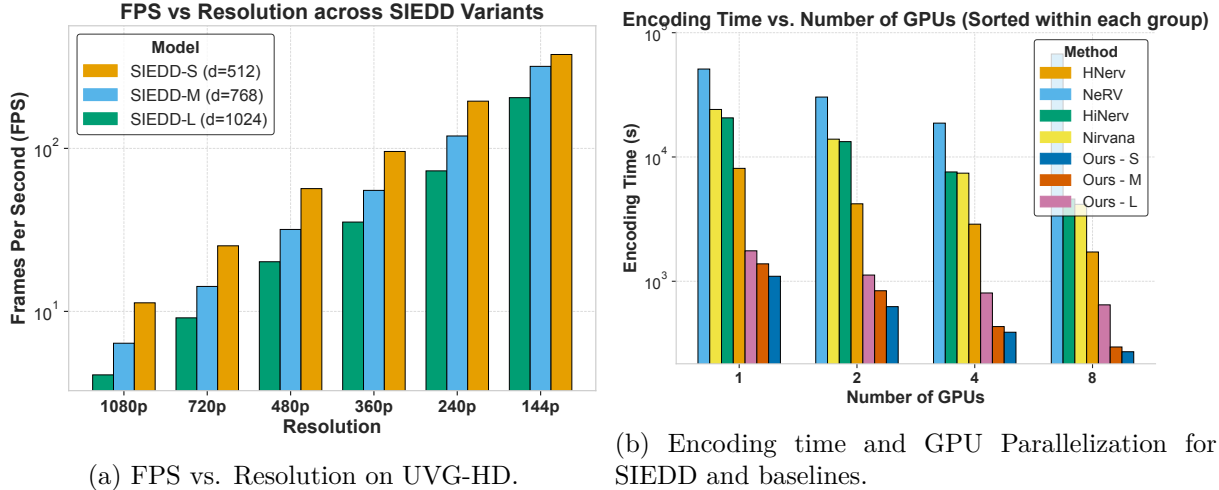 FPS vs Resolution across SIEDD Variants
Model
SIEDD-S (d=512)
SIEDD-M (d=768)
SIEDD-L (d=1024)
Frames Per Second (FPS)
10²
10¹
1080p 720p 480p 360p 240p 144p
Resolution
(a) FPS vs. Resolution on UVG-HD.
Encoding Time vs. Number of GPUs (Sorted within each group)
Method
HNerv
NeRV
HiNerv
Nirvana
Ours - S
Ours - M
Ours - L
Encoding Time (s)
10⁵
10⁴
10³
1 2 4 8
Number of GPUs
(b) Encoding time and GPU Parallelization for
SIEDD and baselines.